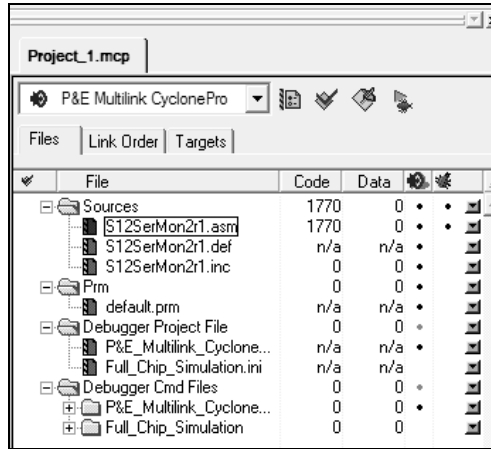 Project_1.mcp
P&E Multilink CyclonePro
Files Link Order Targets
File Code Data
Sources 1770 0
S12SerMon2r1.asm 1770 0
S12SerMon2r1.def n/a n/a
S12SerMon2r1.inc 0 0
Prm 0 0
default.prm n/a n/a
Debugger Project File 0 0
P&E_Multilink_Cyclone... n/a n/a
Full_Chip_Simulation.ini n/a n/a
Debugger Cmd Files 0 0
P&E_Multilink_Cyclone... 0 0
Full_Chip_Simulation 0 0